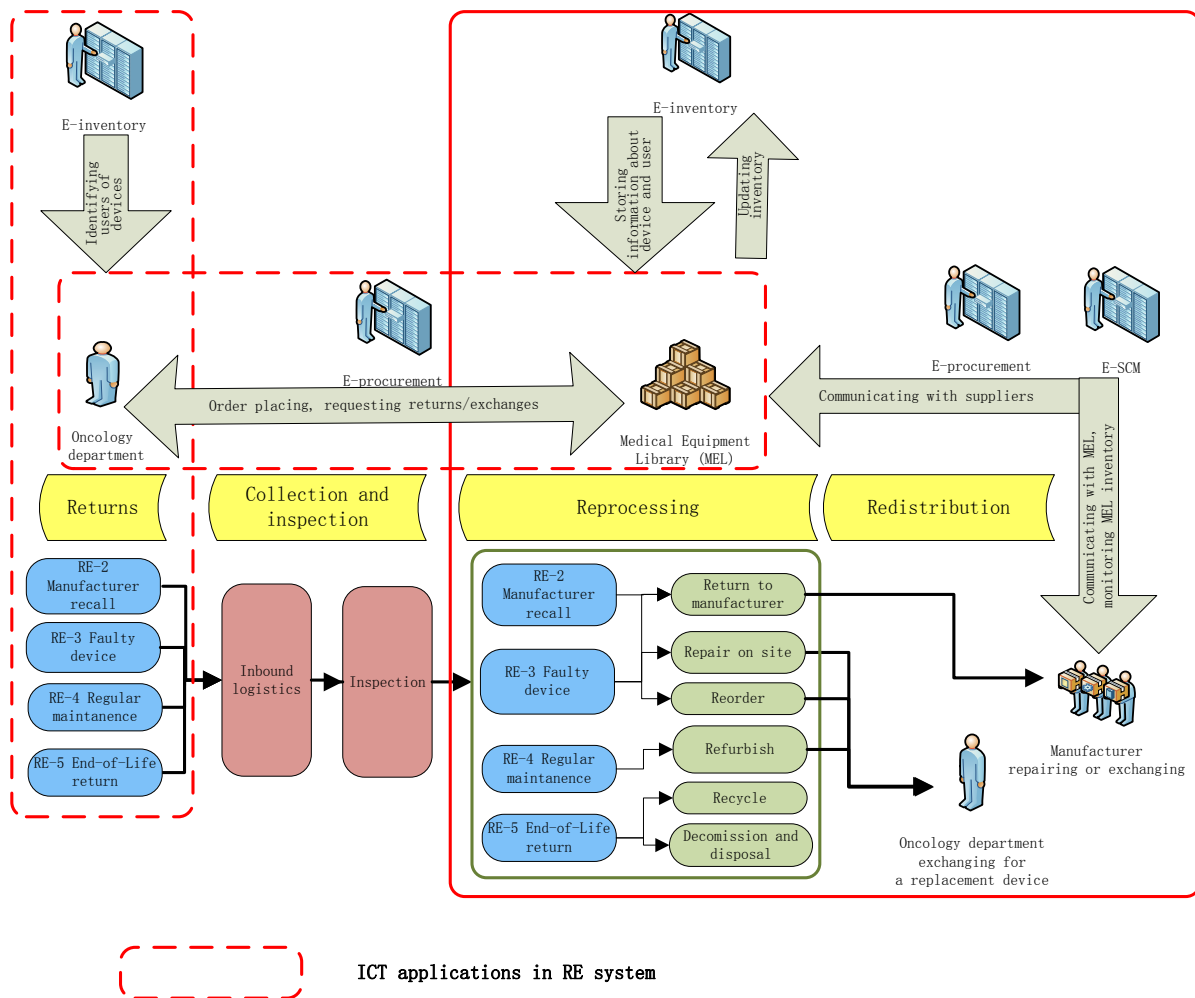 E-inventory
Identifying
users of
devices
E-inventory
Storing
information about
device and user
Updating
inventory
E-procurement
Order placing, requesting returns/exchanges
Oncology
department
Medical Equipment
Library (MEL)
E-procurement
E-SCM
Communicating with suppliers
Communicating with MEL,
monitoring MEL inventory
Returns
Collection and
inspection
Reprocessing
Redistribution
RE-2
Manufacturer
recall
RE-3 Faulty
device
RE-4 Regular
maintanence
RE-5 End-of-Life
return
Inbound
logistics
Inspection
RE-2
Manufacturer
recall
RE-3 Faulty
device
RE-4 Regular
maintanence
RE-5 End-of-Life
return
Return to
manufacturer
Repair on site
Reorder
Refurbish
Recycle
Decomission and
disposal
Manufacturer
repairing or exchanging
Oncology department
exchanging for
a replacement device
ICT applications in RE system